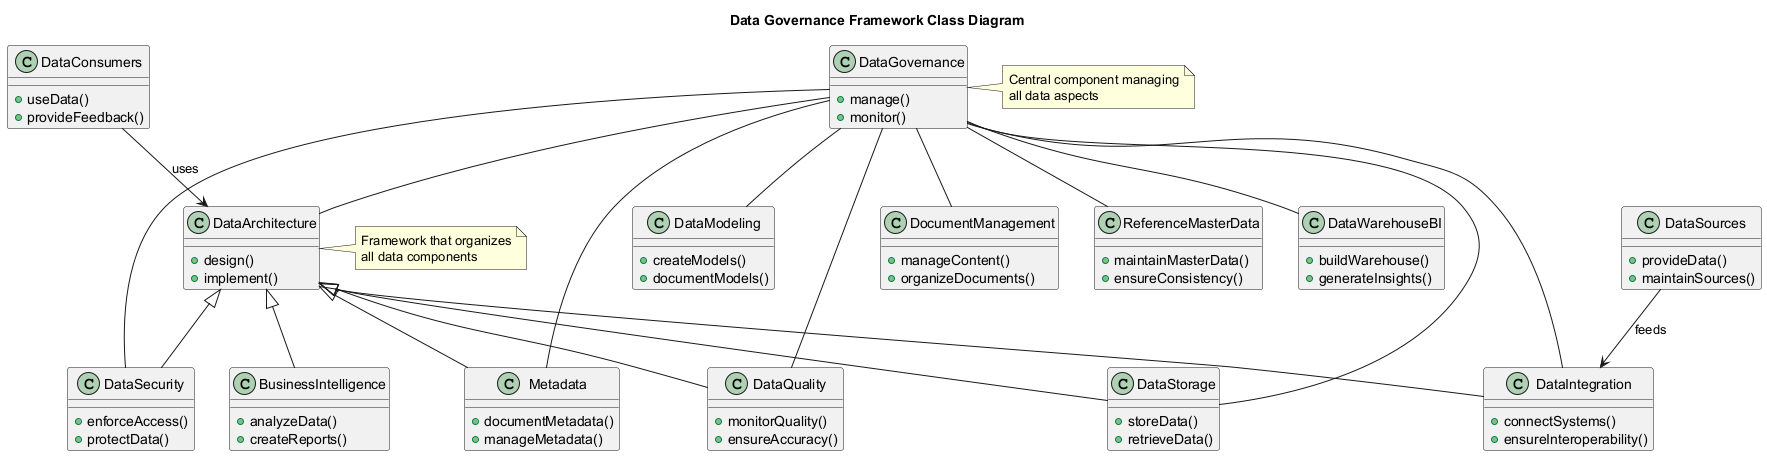 Data Governance Framework Class Diagram
C DataConsumers
useData()
provideFeedback()
C DataGovernance
manage()
monitor()
Central component managing
all data aspects
uses
C DataArchitecture
design()
implement()
Framework that organizes
all data components
C DataModeling
createModels()
documentModels()
C DocumentManagement
manageContent()
organizeDocuments()
C ReferenceMasterData
maintainMasterData()
ensureConsistency()
C DataWarehouseBI
buildWarehouse()
generateInsights()
C DataSources
provideData()
maintainSources()
feeds
C DataSecurity
enforceAccess()
protectData()
C BusinessIntelligence
analyzeData()
createReports()
C Metadata
documentMetadata()
manageMetadata()
C DataQuality
monitorQuality()
ensureAccuracy()
C DataStorage
storeData()
retrieveData()
C DataIntegration
connectSystems()
ensureInteroperability()